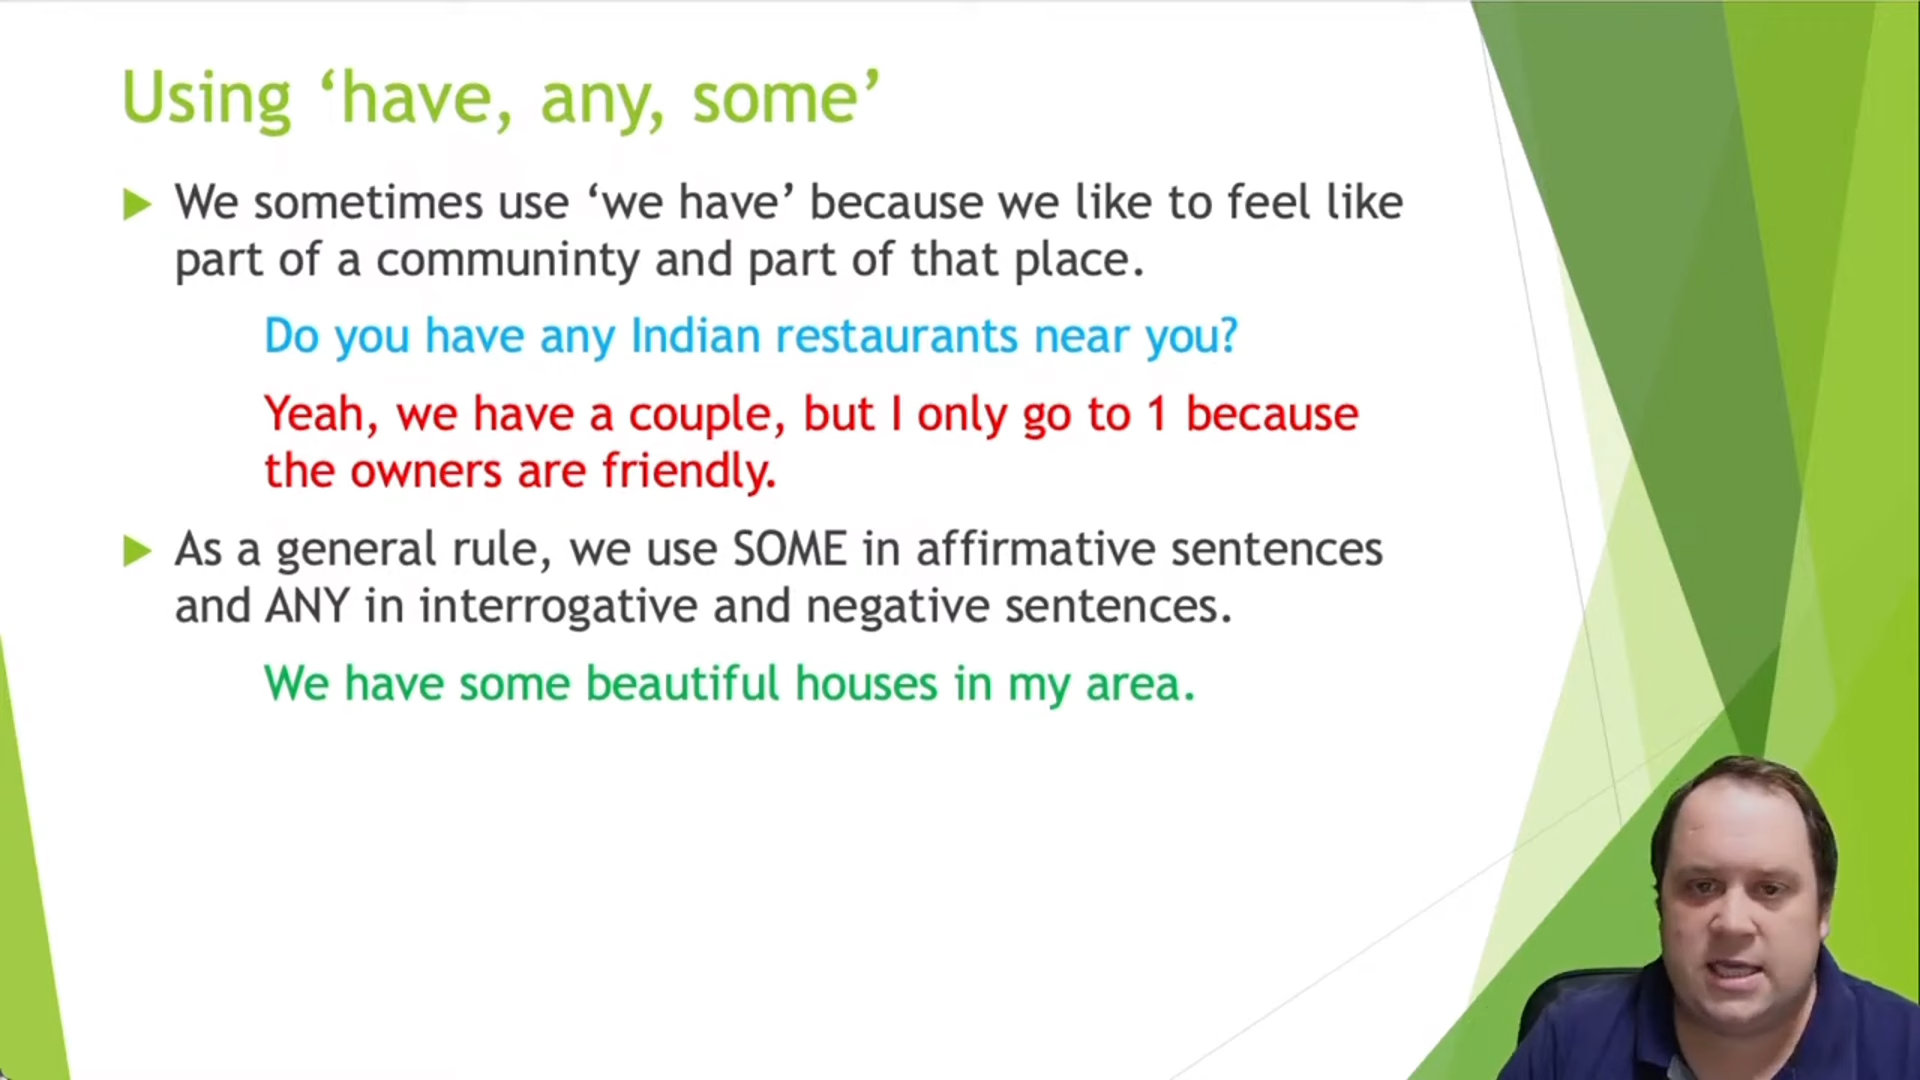 Using ‘have, any, some’
We sometimes use ‘we have’ because we like to feel like
part of a communinty and part of that place.
Do you have any Indian restaurants near you?
Yeah, we have a couple, but I only go to 1 because
the owners are friendly.
As a general rule, we use SOME in affirmative sentences
and ANY in interrogative and negative sentences.
We have some beautiful houses in my area.